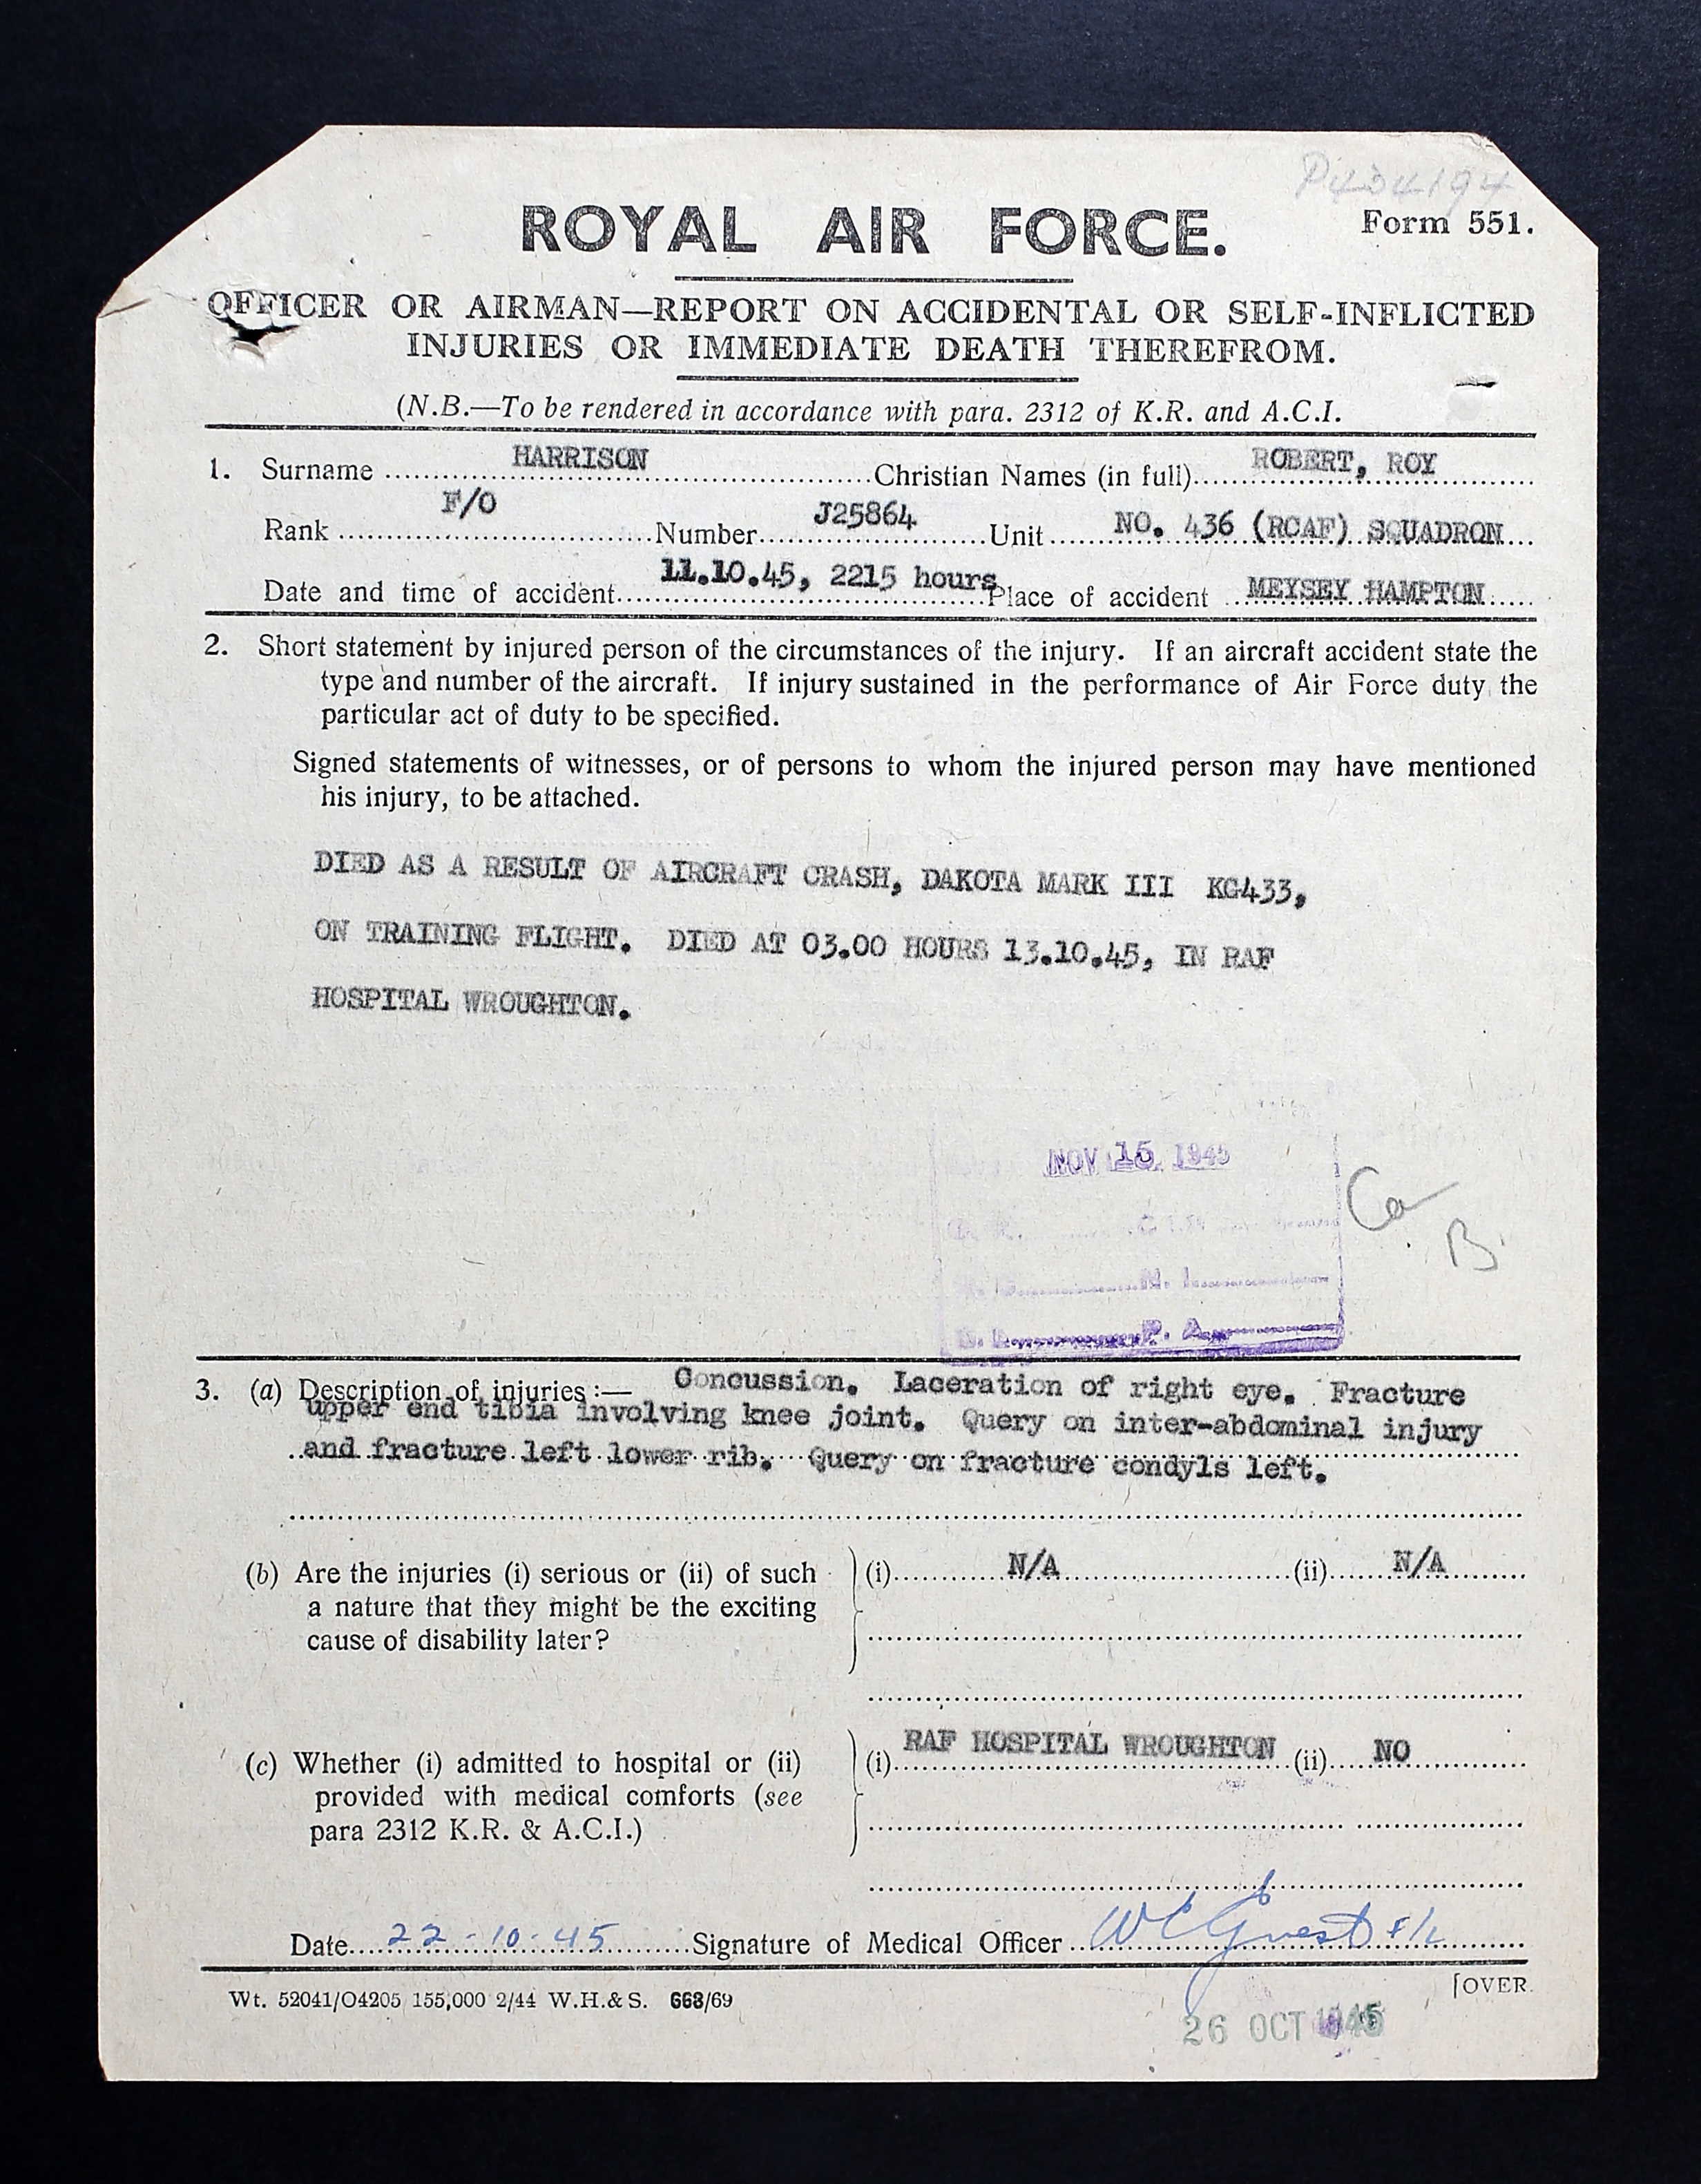 P404194
Form 551.
ROYAL AIR FORCE.
OFFICER OR AIRMAN—REPORT ON ACCIDENTAL OR SELF-INFLICTED
INJURIES OR IMMEDIATE DEATH THEREFROM.
(N.B.—To be rendered in accordance with para. 2312 of K.R. and A.C.I.
1. Surname HARRISON Christian Names (in full) ROBERT, ROY
Rank F/O Number J25864 Unit NO. 436 (RCAF) SQUADRON
Date and time of accident 11.10.45, 2215 hours Place of accident MEYSEY HAMPTON
2. Short statement by injured person of the circumstances of the injury. If an aircraft accident state the
type and number of the aircraft. If injury sustained in the performance of Air Force duty the
particular act of duty to be specified.
Signed statements of witnesses, or of persons to whom the injured person may have mentioned
his injury, to be attached.
DIED AS A RESULT OF AIRCRAFT CRASH, DAKOTA MARK III KG433,
ON TRAINING FLIGHT. DIED AT 03.00 HOURS 13.10.45, IN RAF
HOSPITAL WROUGHTON.
NOV 15 1945
P. A.
B.
3. (a) Description of injuries:— Concussion. Laceration of right eye. Fracture
upper end tibia involving knee joint. Query on inter-abdominal injury
and fracture left lower rib. Query on fracture condyls left.
(b) Are the injuries (i) serious or (ii) of such (i) N/A (ii) N/A
a nature that they might be the exciting
cause of disability later?
(c) Whether (i) admitted to hospital or (ii) (i) RAF HOSPITAL WROUGHTON (ii) NO
provided with medical comforts (see
para 2312 K.R. & A.C.I.)
Date 22-10-45 Signature of Medical Officer W C Guest F/L
[OVER
Wt. 52041/O4205 155,000 2/44 W.H.&S. 668/69
26 OCT 1945